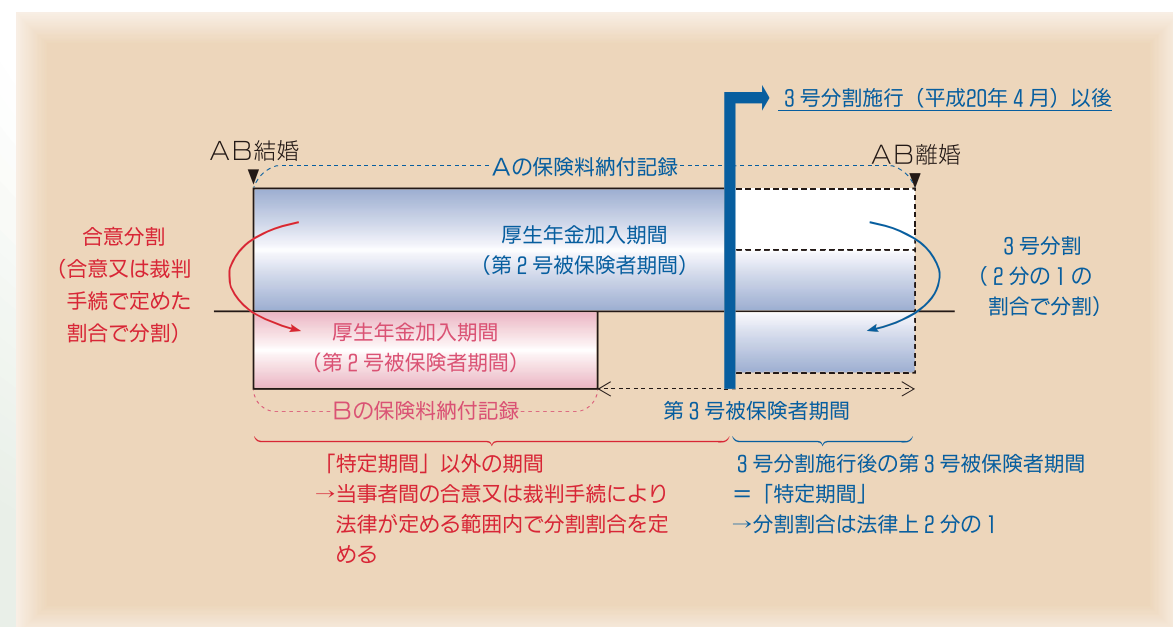 3号分割施行（平成20年4月）以後
AB結婚
AB離婚
Aの保険料納付記録
合意分割
（合意又は裁判
手続で定めた
割合で分割）
厚生年金加入期間
（第2号被保険者期間）
3号分割
（2分の1の
割合で分割）
厚生年金加入期間
（第2号被保険者期間）
Bの保険料納付記録
第3号被保険者期間
「特定期間」以外の期間
→当事者間の合意又は裁判手続により
法律が定める範囲内で分割割合を定
める
3号分割施行後の第3号被保険者期間
＝「特定期間」
→分割割合は法律上2分の1